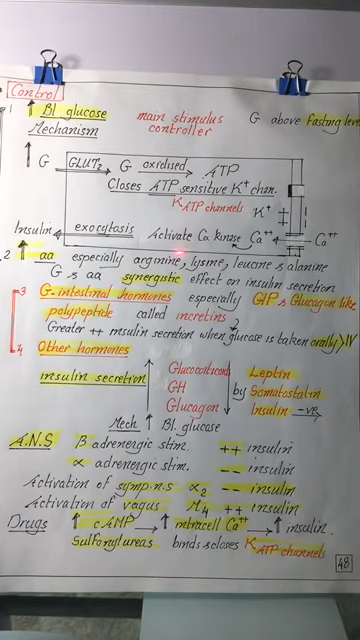 Control
1 ↑ Bl. glucose main stimulus controller G above fasting level
Mechanism
↑ G GLUT2 G oxidised ATP
Closes ATP sensitive K+ chan.
K ATP channels K+ ++
Insulin exocytosis Activate Ca kinase Ca++ Ca++
2 ↑ aa especially arginine, lysine, leucine & alanine
G & aa synergistic effect on insulin secretion
3 G. intestinal hormones especially GIP & Glucagon like
polypeptide called incretins
Greater ++ insulin secretion when glucose is taken orally > IV
4 Other hormones
insulin secretion ↑ Glucocorticoids GH Glucagon ↓ by Leptin Somatostatin Insulin -ve
Mech ↑ Bl. glucose
A.N.S β adrenergic stim. ++ insulin
α adrenergic stim. -- insulin
Activation of symp. n.s α2 -- insulin
Activation of vagus M4 ++ insulin
Drugs ↑ cAMP → ↑ intracell Ca++ → ↑ insulin.
Sulfonylureas binds & closes K ATP channels
48